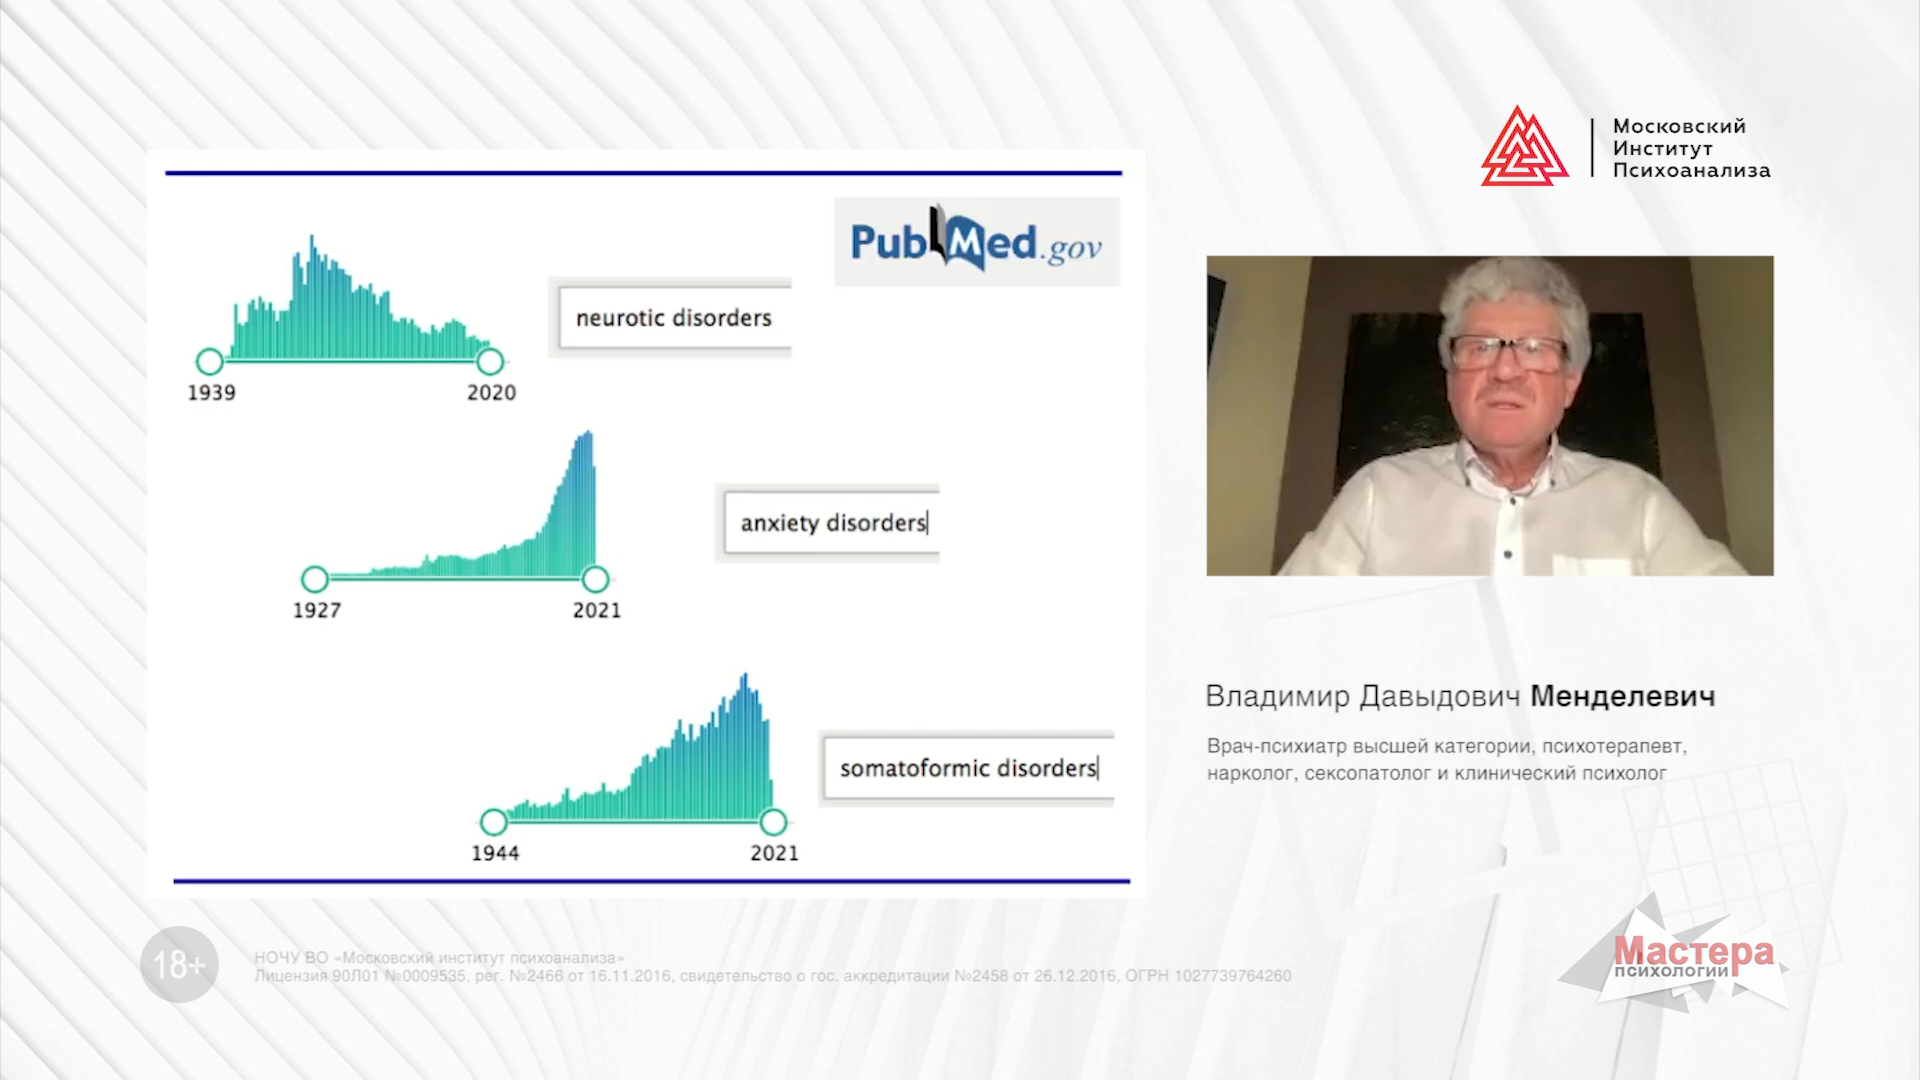 Московский
Институт
Психоанализа
PubMed.gov
neurotic disorders
1939
2020
anxiety disorders
1927
2021
somatoformic disorders
1944
2021
Владимир Давыдович Менделевич
Врач-психиатр высшей категории, психотерапевт,
нарколог, сексопатолог и клинический психолог
18+
НОЧУ ВО «Московский институт психоанализа»
Лицензия 90Л01 №0009535, рег. №2466 от 16.11.2016, свидетельство о гос. аккредитации №2458 от 26.12.2016, ОГРН 1027739764260
Мастера
психологии